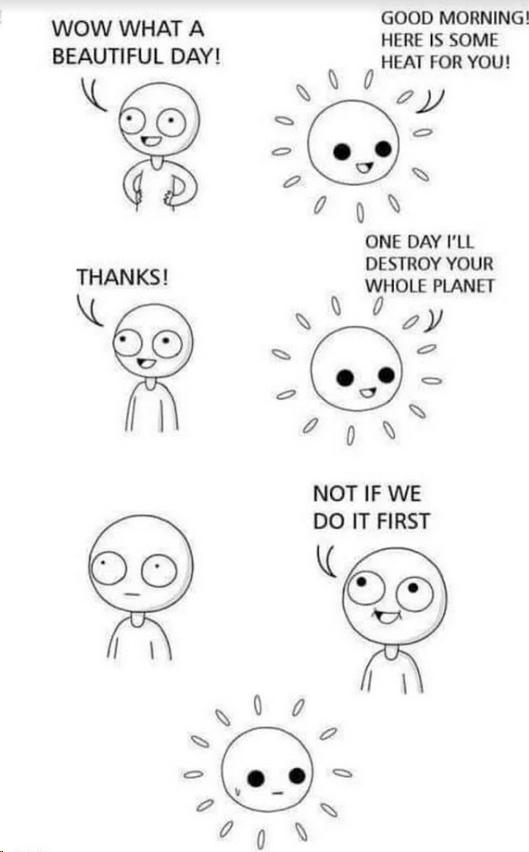 WOW WHAT A
BEAUTIFUL DAY!
GOOD MORNING!
HERE IS SOME
HEAT FOR YOU!
THANKS!
ONE DAY I'LL
DESTROY YOUR
WHOLE PLANET
NOT IF WE
DO IT FIRST